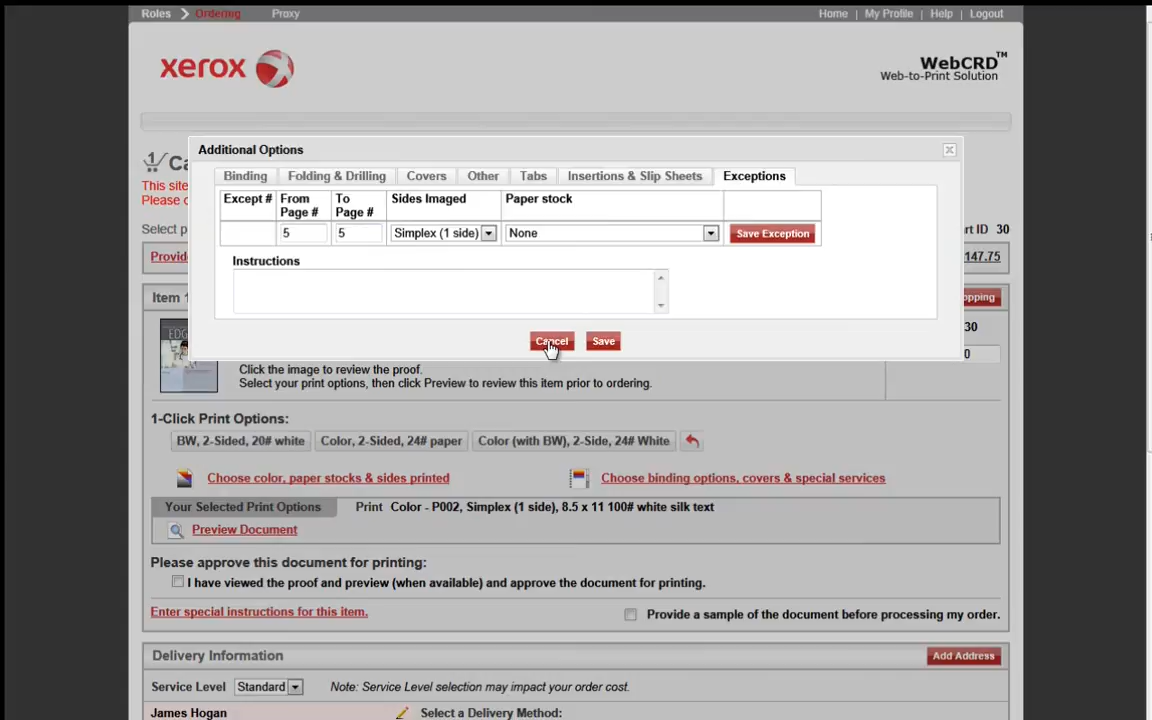 Roles Ordering Proxy Home | My Profile | Help | Logout
xerox
WebCRD™
Web-to-Print Solution
Additional Options
Binding Folding & Drilling Covers Other Tabs Insertions & Slip Sheets Exceptions
Except # From Page # To Page # Sides Imaged Paper stock
5 5 Simplex (1 side) None Save Exception
Instructions
Cancel Save
This site
Please
Select
art ID 30
Provide
147.75
Item 1
opping
30
0
EDG
Click the image to review the proof.
Select your print options, then click Preview to review this item prior to ordering.
1-Click Print Options:
BW, 2-Sided, 20# white Color, 2-Sided, 24# paper Color (with BW), 2-Side, 24# White
Choose color, paper stocks & sides printed Choose binding options, covers & special services
Your Selected Print Options Print Color - P002, Simplex (1 side), 8.5 x 11 100# white silk text
Preview Document
Please approve this document for printing:
I have viewed the proof and preview (when available) and approve the document for printing.
Enter special instructions for this item. Provide a sample of the document before processing my order.
Delivery Information Add Address
Service Level Standard Note: Service Level selection may impact your order cost.
James Hogan Select a Delivery Method: